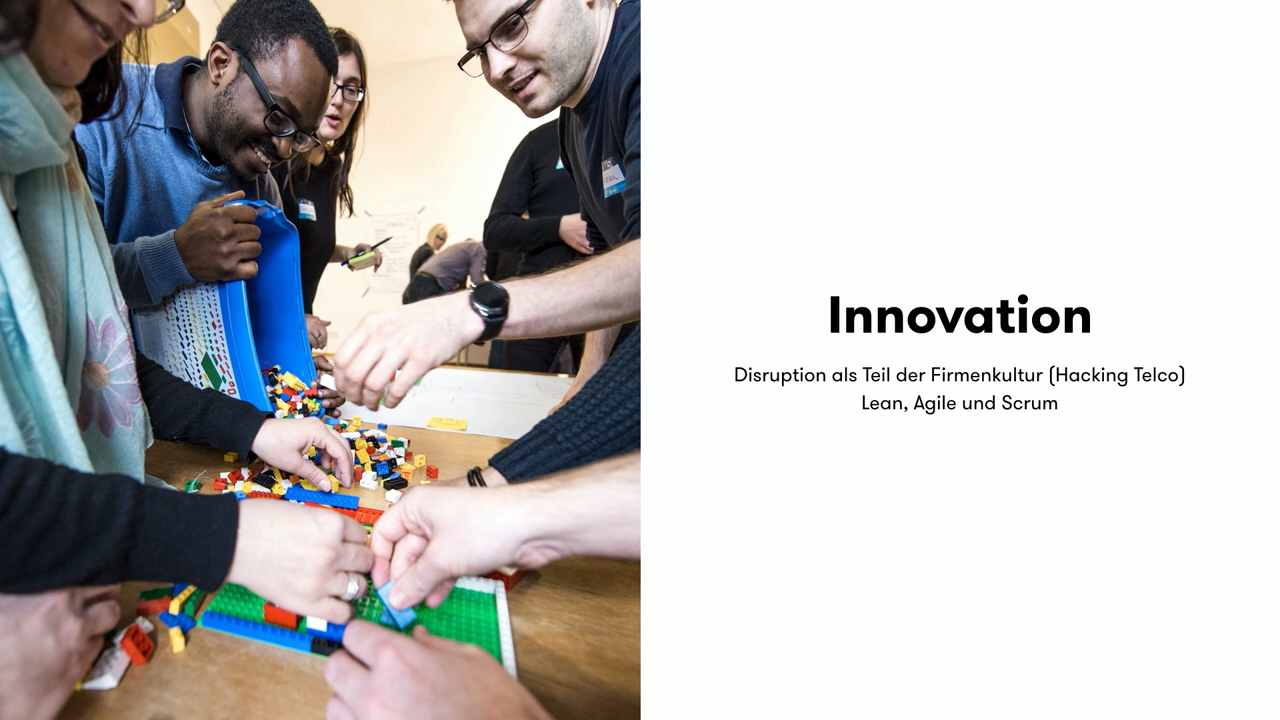 Innovation
Disruption als Teil der Firmenkultur (Hacking Telco)
Lean, Agile und Scrum